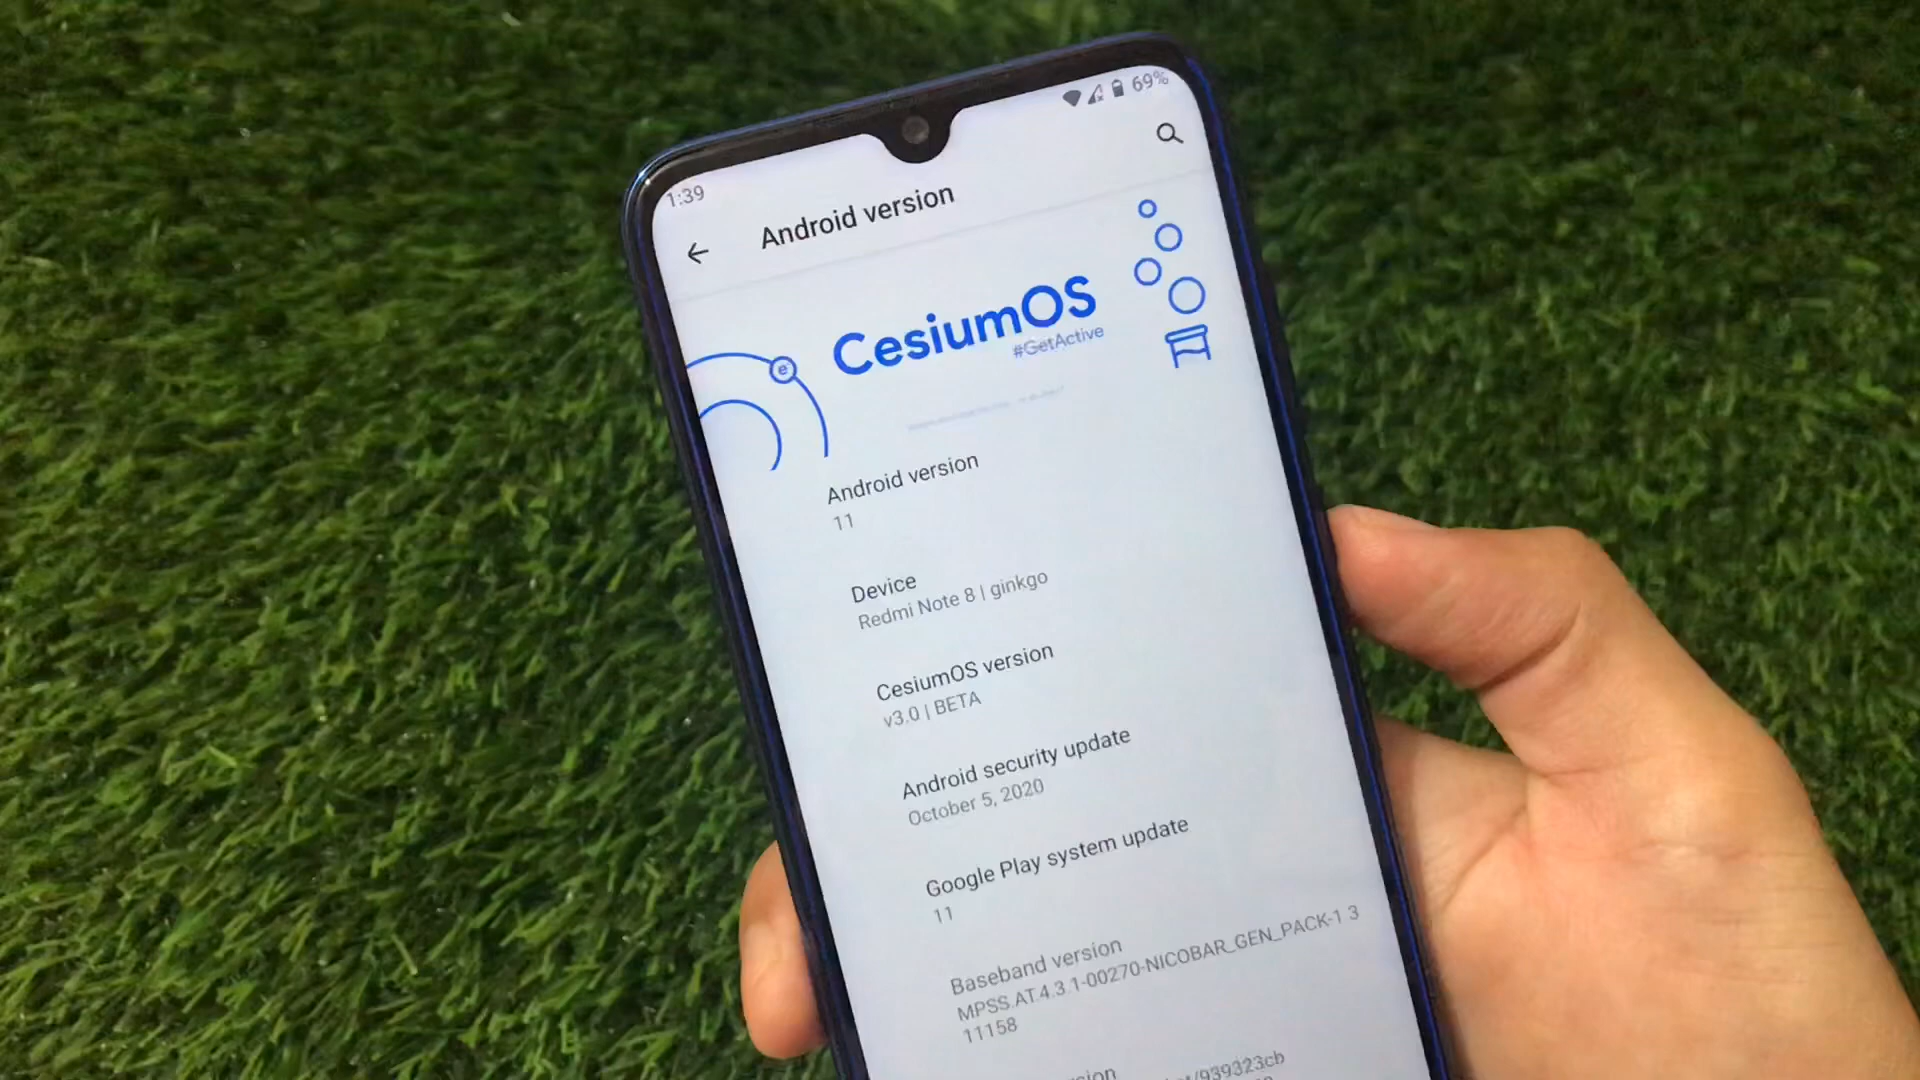 1:39
69%
Android version
CesiumOS
#GetActive
e
Android version
11
Device
Redmi Note 8 | ginkgo
CesiumOS version
v3.0 | BETA
Android security update
October 5, 2020
Google Play system update
11
Baseband version
MPSS.AT.4.3.1-00270-NICOBAR_GEN_PACK-1 3
11158